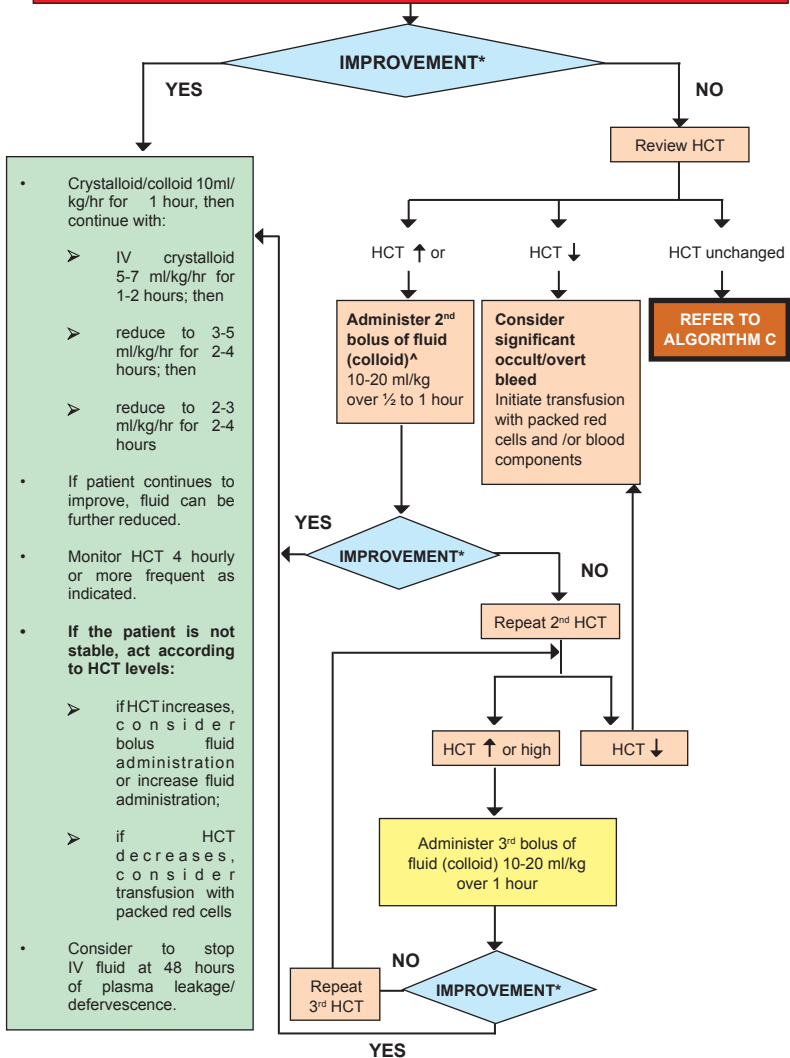 IMPROVEMENT*
YES
NO
Review HCT
HCT ↑ or
HCT ↓
HCT unchanged
• Crystalloid/colloid 10ml/
kg/hr for 1 hour, then
continue with:
➢ IV crystalloid
5-7 ml/kg/hr for
1-2 hours; then
➢ reduce to 3-5
ml/kg/hr for 2-4
hours; then
➢ reduce to 2-3
ml/kg/hr for 2-4
hours
• If patient continues to
improve, fluid can be
further reduced.
• Monitor HCT 4 hourly
or more frequent as
indicated.
• If the patient is not
stable, act according
to HCT levels:
➢ if HCT increases,
consider
bolus fluid
administration
or increase fluid
administration;
➢ if HCT
decreases,
consider
transfusion with
packed red cells
• Consider to stop
IV fluid at 48 hours
of plasma leakage/
defervescence.
Administer 2nd
bolus of fluid
(colloid)^
10-20 ml/kg
over ½ to 1 hour
Consider
significant
occult/overt
bleed
Initiate transfusion
with packed red
cells and /or blood
components
REFER TO
ALGORITHM C
YES
IMPROVEMENT*
NO
Repeat 2nd HCT
HCT ↑ or high
HCT ↓
Administer 3rd bolus of
fluid (colloid) 10-20 ml/kg
over 1 hour
NO
Repeat
3rd HCT
IMPROVEMENT*
YES